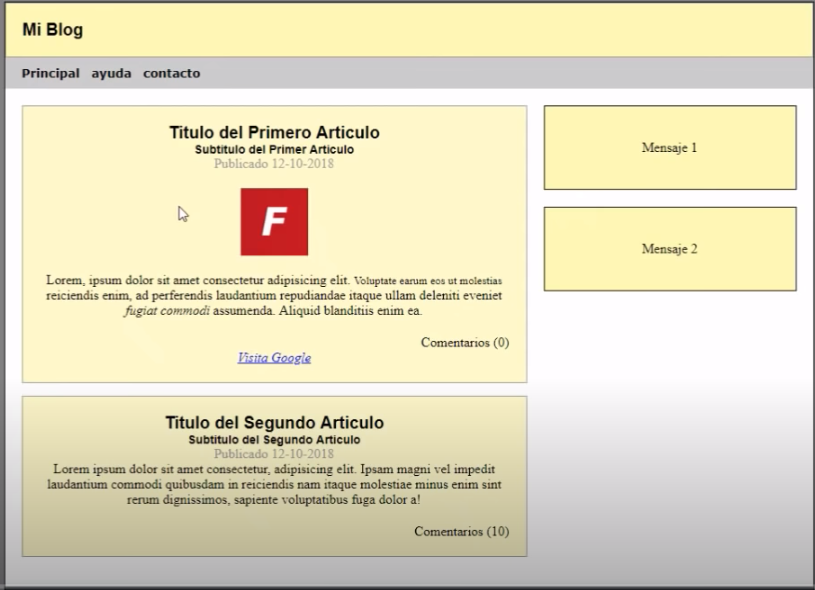 Mi Blog
Principal ayuda contacto
Titulo del Primero Articulo
Subtitulo del Primer Articulo
Publicado 12-10-2018
F
Lorem, ipsum dolor sit amet consectetur adipisicing elit. Voluptate earum eos ut molestias
reiciendis enim, ad perferendis laudantium repudiandae itaque ullam deleniti eveniet
fugiat commodi assumenda. Aliquid blanditiis enim ea.
Comentarios (0)
Visita Google
Titulo del Segundo Articulo
Subtitulo del Segundo Articulo
Publicado 12-10-2018
Lorem ipsum dolor sit amet consectetur, adipisicing elit. Ipsam magni vel impedit
laudantium commodi quibusdam in reiciendis nam itaque molestiae minus enim sint
rerum dignissimos, sapiente voluptatibus fuga dolor a!
Comentarios (10)
Mensaje 1
Mensaje 2